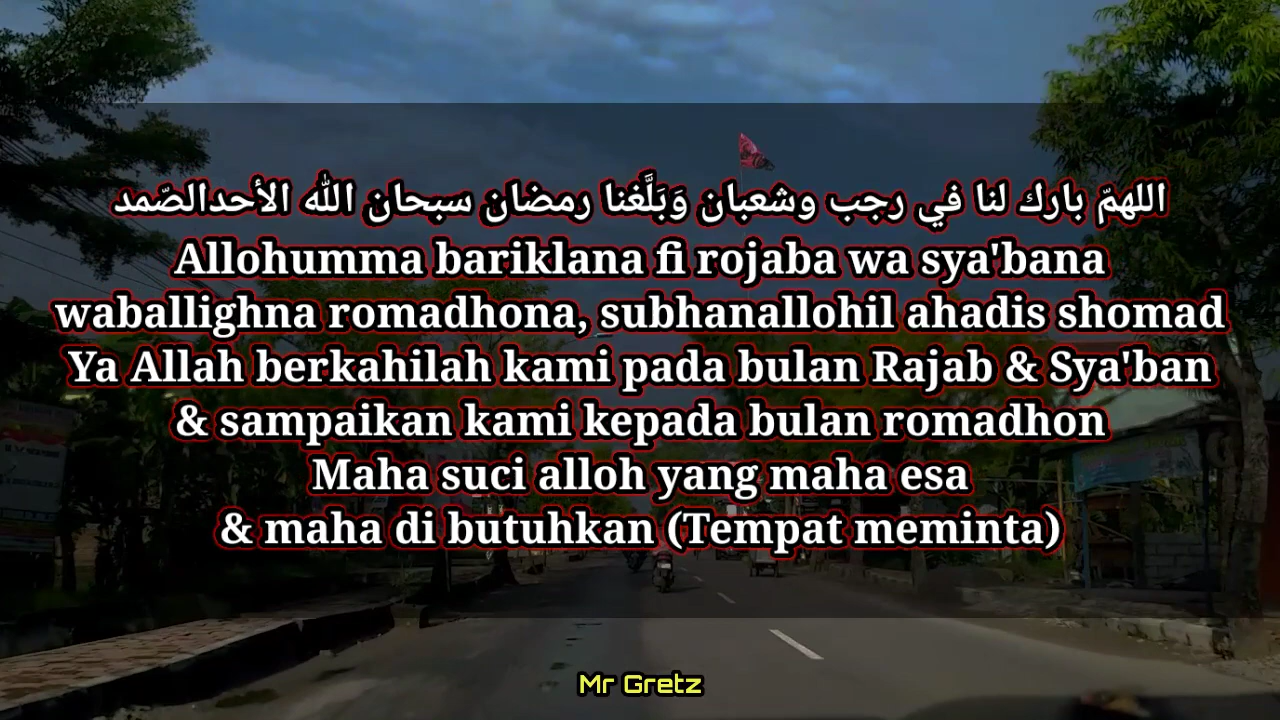 اللهمّ بارك لنا في رجب وشعبان وَبَلَّغنا رمضان سبحان الله الأحدالصّمد
Allohumma bariklana fi rojaba wa sya'bana
waballighna romadhona, subhanallohil ahadis shomad
Ya Allah berkahilah kami pada bulan Rajab & Sya'ban
& sampaikan kami kepada bulan romadhon
Maha suci alloh yang maha esa
& maha di butuhkan (Tempat meminta)
Mr Gretz